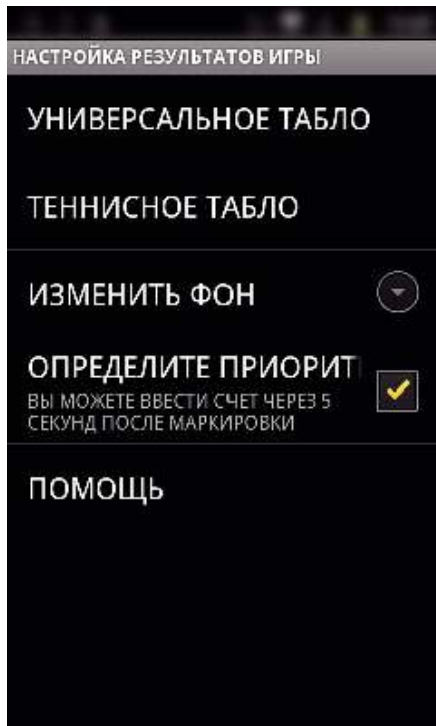 НАСТРОЙКА РЕЗУЛЬТАТОВ ИГРЫ
УНИВЕРСАЛЬНОЕ ТАБЛО
ТЕННИСНОЕ ТАБЛО
ИЗМЕНИТЬ ФОН
ОПРЕДЕЛИТЕ ПРИОРИТ
ВЫ МОЖЕТЕ ВВЕСТИ СЧЕТ ЧЕРЕЗ 5
СЕКУНД ПОСЛЕ МАРКИРОВКИ
ПОМОЩЬ